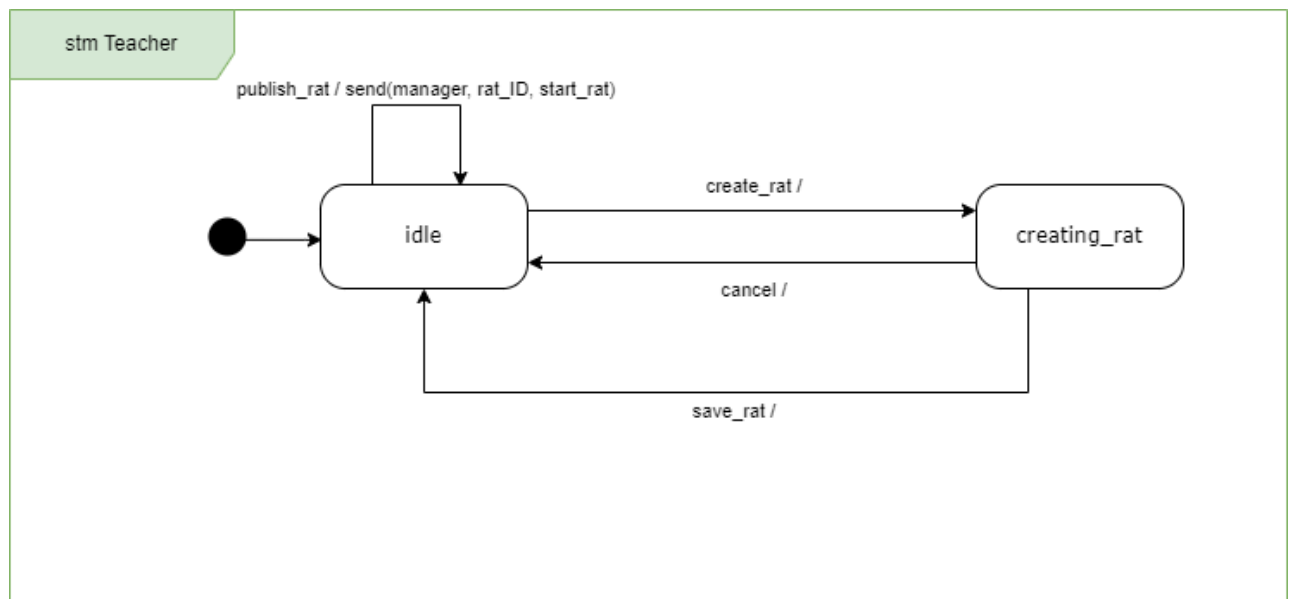 stm Teacher
publish_rat / send(manager, rat_ID, start_rat)
create_rat /
idle
creating_rat
cancel /
save_rat /